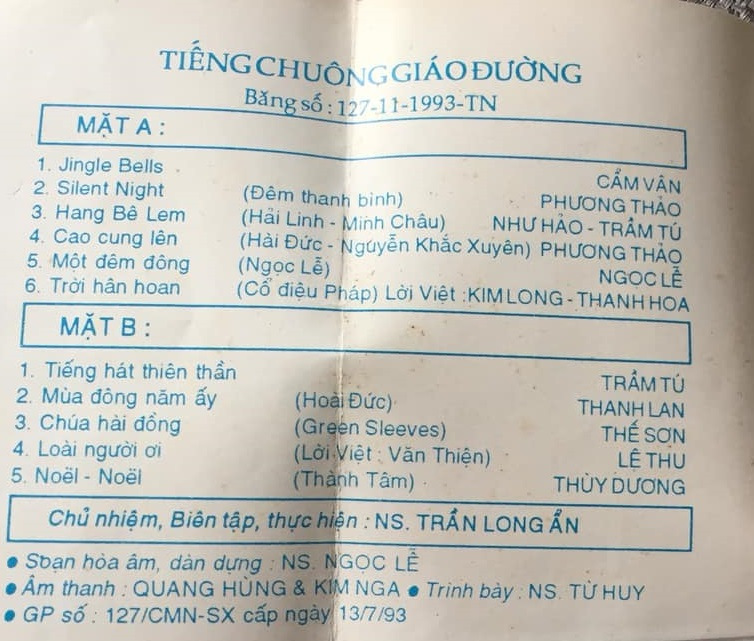 TIẾNG CHUÔNG GIÁO ĐƯỜNG
Băng số : 127-11-1993-TN
MẶT A :
1. Jingle Bells CẨM VÂN
2. Silent Night (Đêm thanh bình) PHƯƠNG THẢO
3. Hang Bê Lem (Hải Linh - Minh Châu) NHƯ HẢO - TRẦM TÚ
4. Cao cung lên (Hài Đức - Nguyễn Khắc Xuyên) PHƯƠNG THẢO
5. Một đêm đông (Ngọc Lễ) NGỌC LỄ
6. Trời hân hoan (Cổ điệu Pháp) Lời Việt : KIM LONG - THANH HOA
MẶT B :
1. Tiếng hát thiên thần TRẦM TÚ
2. Mùa đông năm ấy (Hoài Đức) THANH LAN
3. Chúa hài đồng (Green Sleeves) THẾ SƠN
4. Loài người ơi (Lời Việt : Văn Thiện) LỆ THU
5. Noël - Noël (Thành Tâm) THÙY DƯƠNG
Chủ nhiệm, Biên tập, thực hiện : NS. TRẦN LONG ẨN
• Soạn hòa âm, dàn dựng : NS. NGỌC LỄ
• Âm thanh : QUANG HÙNG & KIM NGA • Trình bày : NS. TỪ HUY
• GP số : 127/CMN-SX cấp ngày 13/7/93